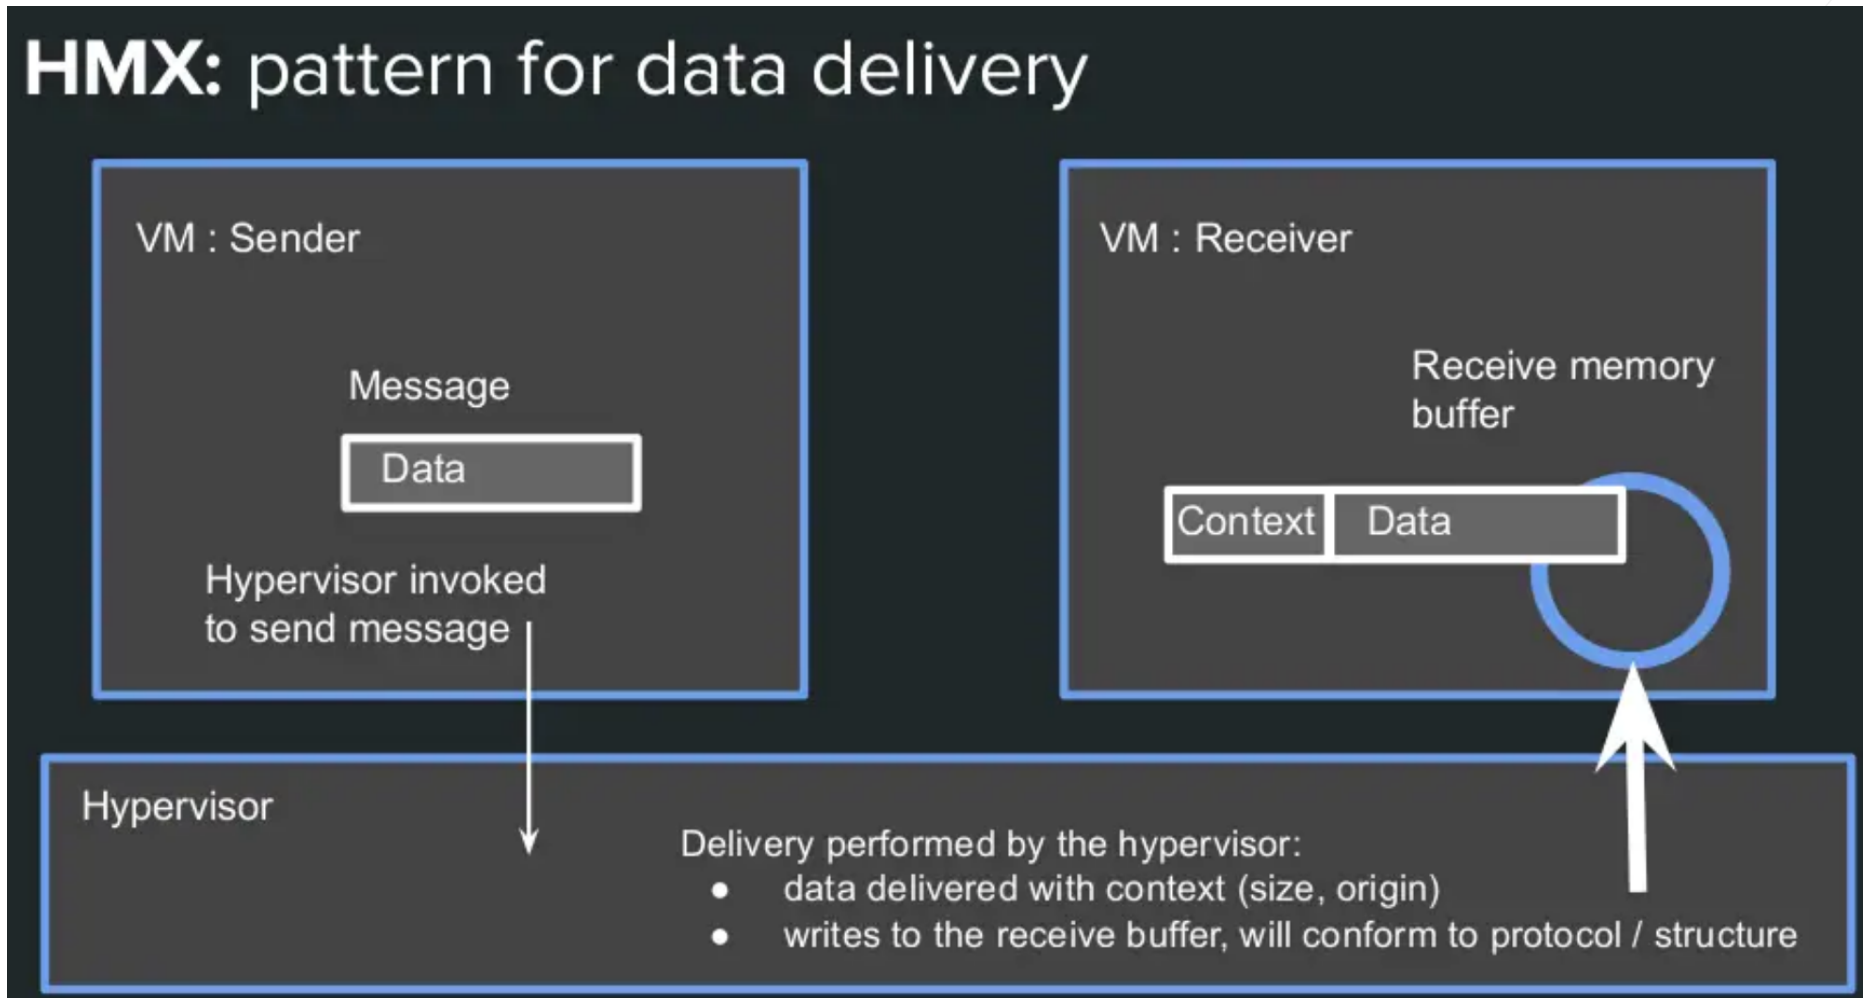 HMX: pattern for data delivery
VM : Sender
Message
Data
Hypervisor invoked
to send message
VM : Receiver
Receive memory
buffer
Context
Data
Hypervisor
Delivery performed by the hypervisor:
● data delivered with context (size, origin)
● writes to the receive buffer, will conform to protocol / structure